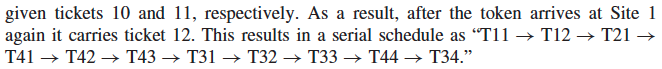 given tickets 10 and 11, respectively. As a result, after the token arrives at Site 1
again it carries ticket 12. This results in a serial schedule as “T11 → T12 → T21 →
T41 → T42 → T43 → T31 → T32 → T33 → T44 → T34.”